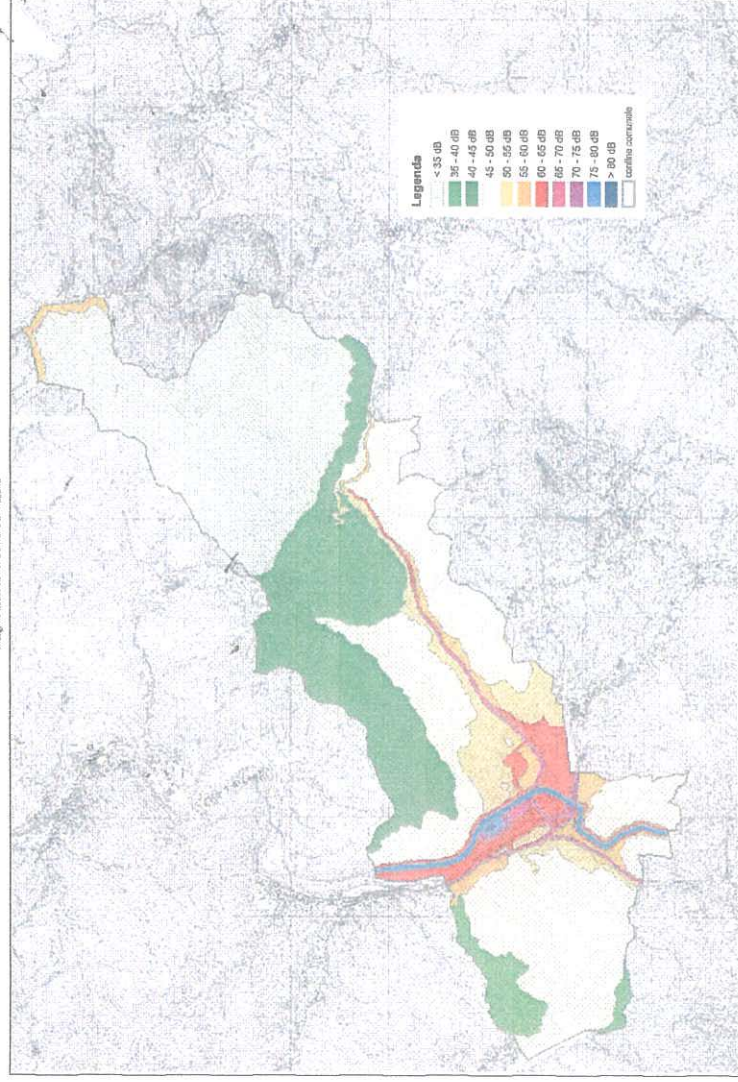 Legenda
< 35 dB
35 - 40 dB
40 - 45 dB
45 - 50 dB
50 - 55 dB
55 - 60 dB
60 - 65 dB
65 - 70 dB
70 - 75 dB
75 - 80 dB
> 80 dB
confine comunale